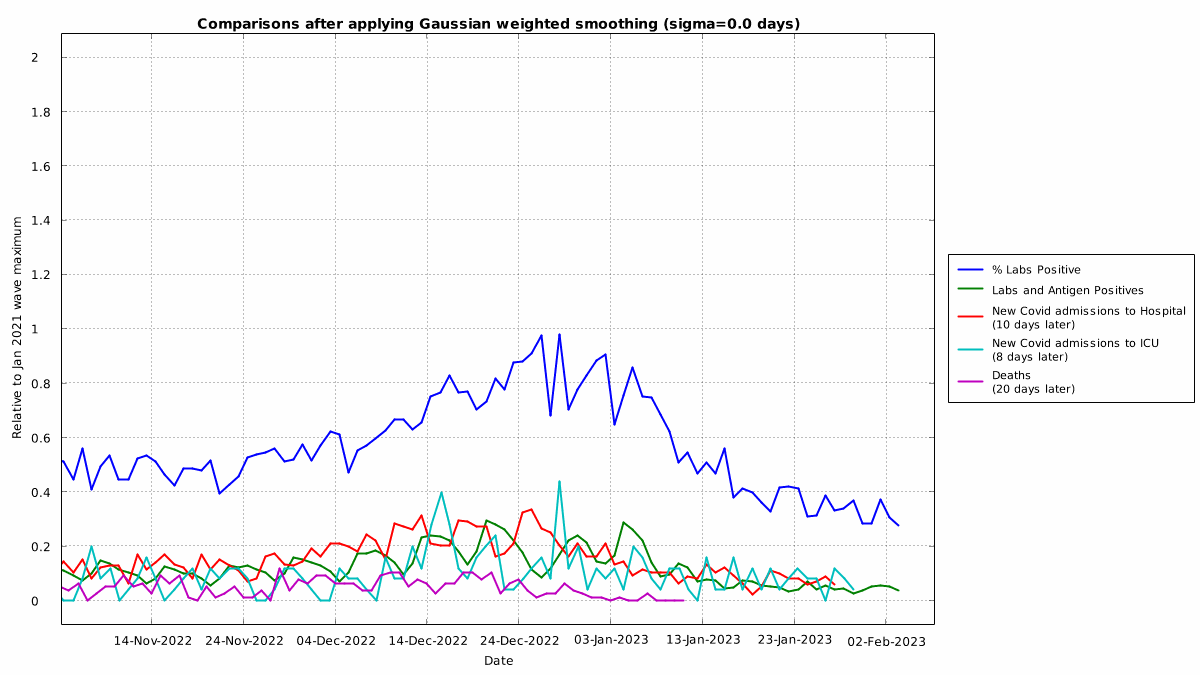 Comparisons after applying Gaussian weighted smoothing (sigma=0.0 days)
Relative to Jan 2021 wave maximum
2
1.8
1.6
1.4
1.2
1
0.8
0.6
0.4
0.2
0
14-Nov-2022 24-Nov-2022 04-Dec-2022 14-Dec-2022 24-Dec-2022 03-Jan-2023 13-Jan-2023 23-Jan-2023 02-Feb-2023
Date
% Labs Positive
Labs and Antigen Positives
New Covid admissions to Hospital
(10 days later)
New Covid admissions to ICU
(8 days later)
Deaths
(20 days later)